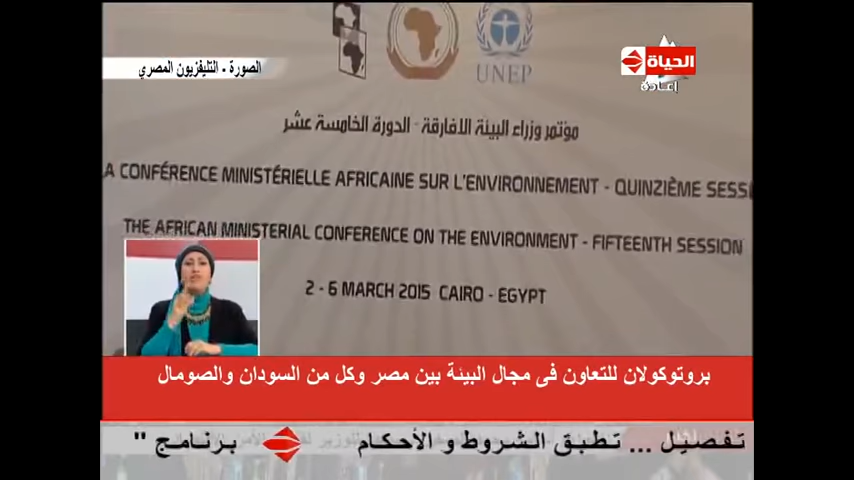 UNEP
الحياة
إعادة
الصورة - التليفزيون المصري
مؤتمر وزراء البيئة الافارقة - الدورة الخامسة عشر
A CONFÉRENCE MINISTÉRIELLE AFRICAINE SUR L'ENVIRONNEMENT - QUINZIÈME SESSI
THE AFRICAN MINISTERIAL CONFERENCE ON THE ENVIRONMENT - FIFTEENTH SESSION
2 - 6 MARCH 2015 CAIRO - EGYPT
بروتوكولان للتعاون فى مجال البيئة بين مصر وكل من السودان والصومال
تفصيل ... تطبق الشروط و الأحكام برنامج "